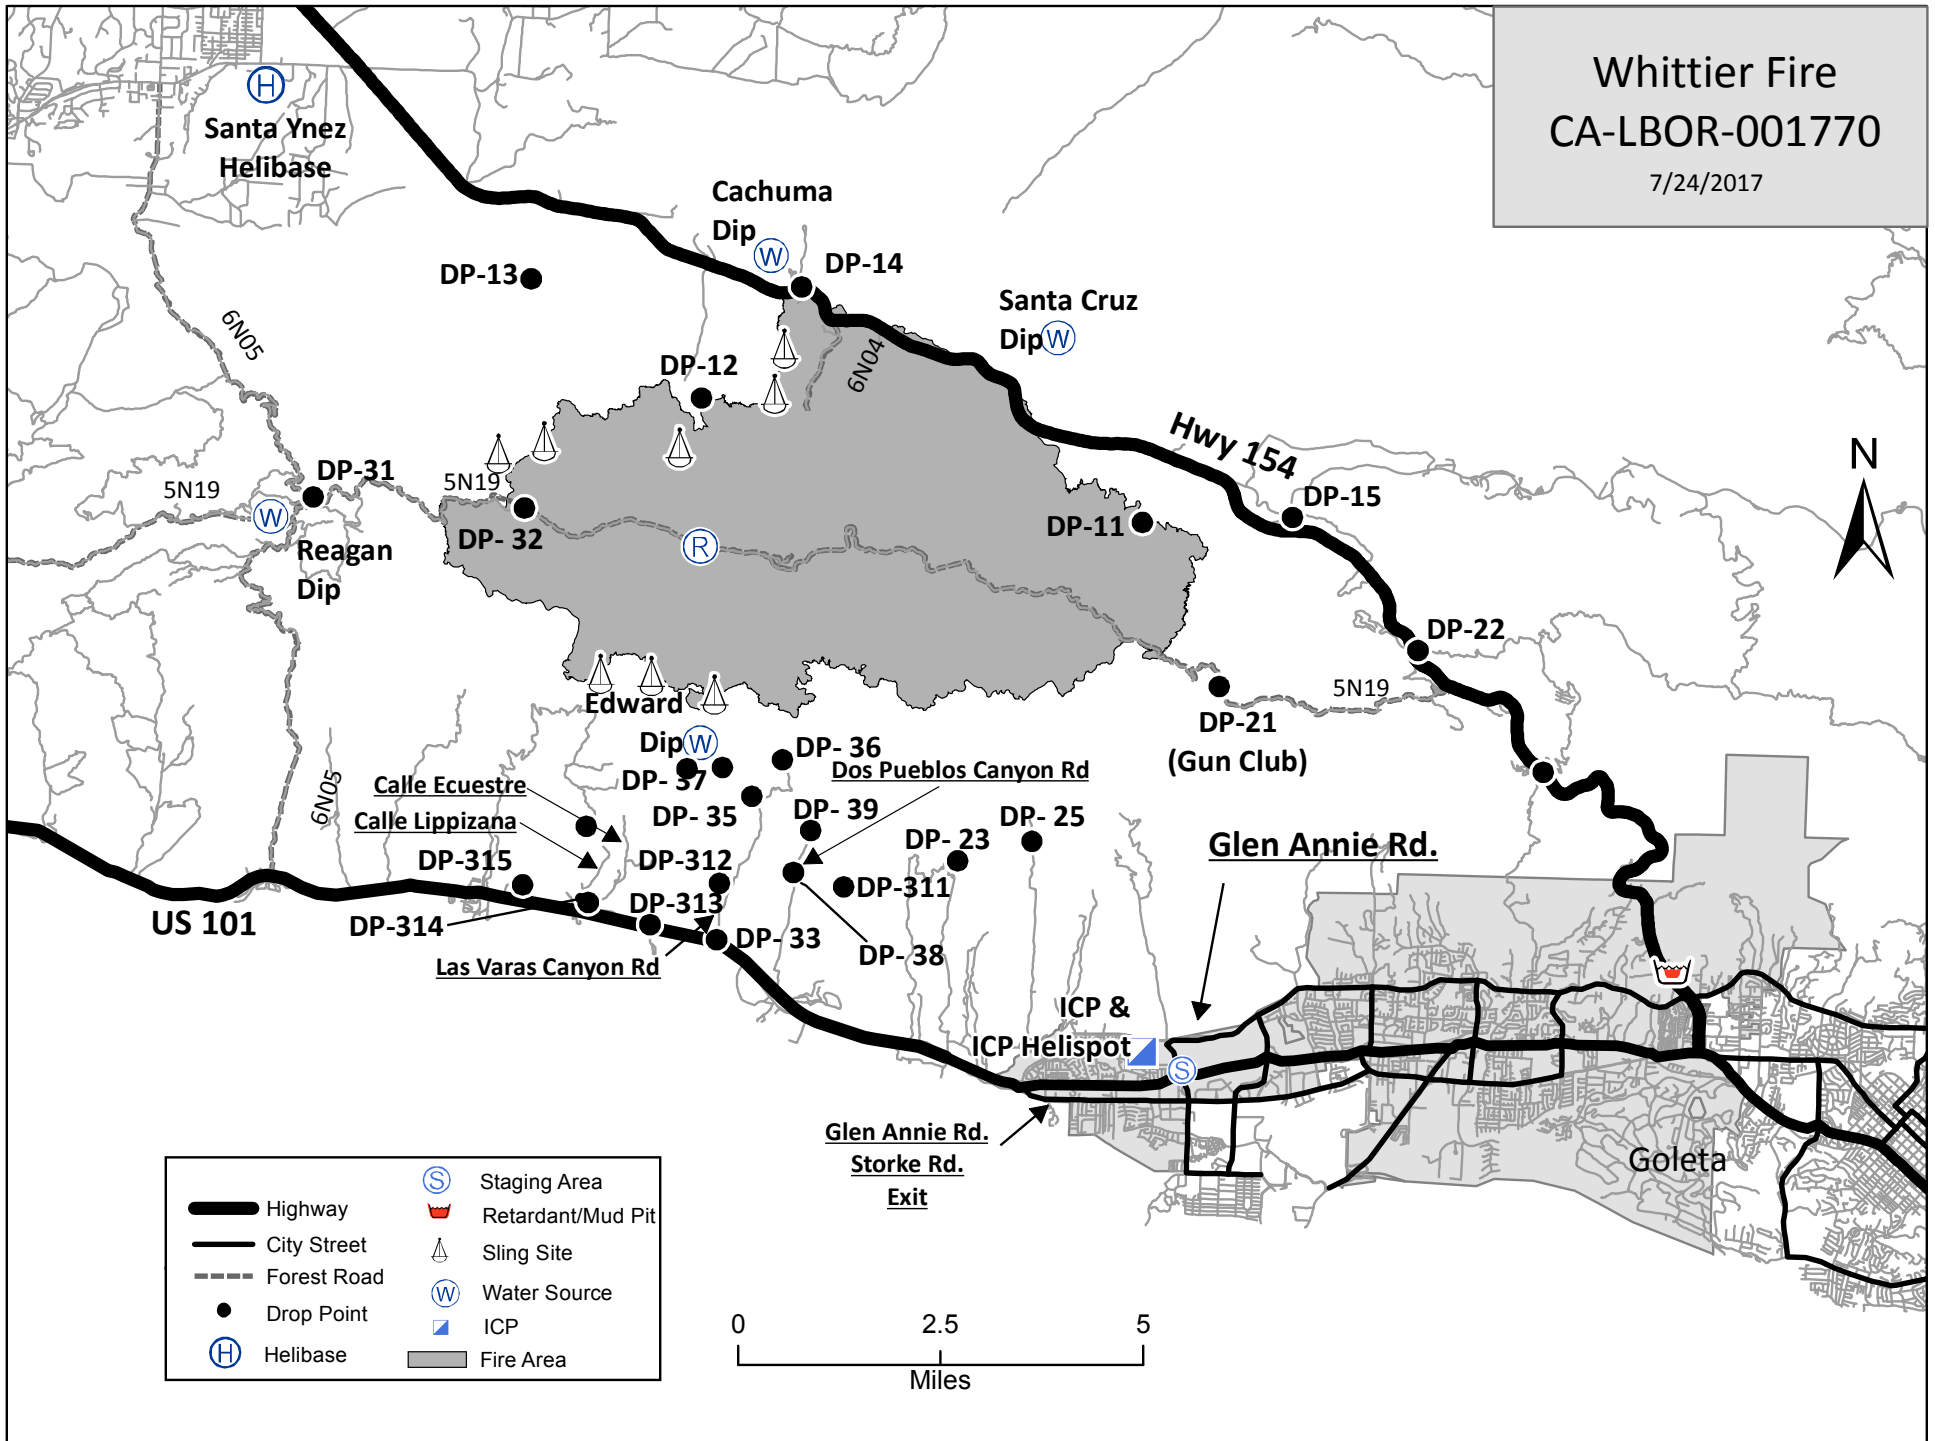 Whittier Fire
CA-LBOR-001770
7/24/2017
H
Santa Ynez
Helibase
Cachuma
Dip
W
DP-13
DP-14
Santa Cruz
Dip
W
6N05
DP-12
6N04
Hwy 154
N
DP-31
5N19
5N19
W
DP-15
DP-11
DP- 32
R
Reagan
Dip
DP-22
5N19
Edward
Dip
W
DP-21
(Gun Club)
DP- 36
DP- 37
Dos Pueblos Canyon Rd
6N05
Calle Ecuestre
Calle Lippizana
DP- 35
DP- 39
DP- 25
DP- 23
Glen Annie Rd.
DP-315
DP-312
DP-311
DP-313
US 101
DP-314
DP- 33
DP- 38
Las Varas Canyon Rd
ICP &
ICP Helispot
S
Glen Annie Rd.
Storke Rd.
Exit
Goleta
Highway
City Street
Forest Road
Drop Point
H
Helibase
S
Staging Area
Retardant/Mud Pit
Sling Site
W
Water Source
ICP
Fire Area
0 2.5 5
Miles